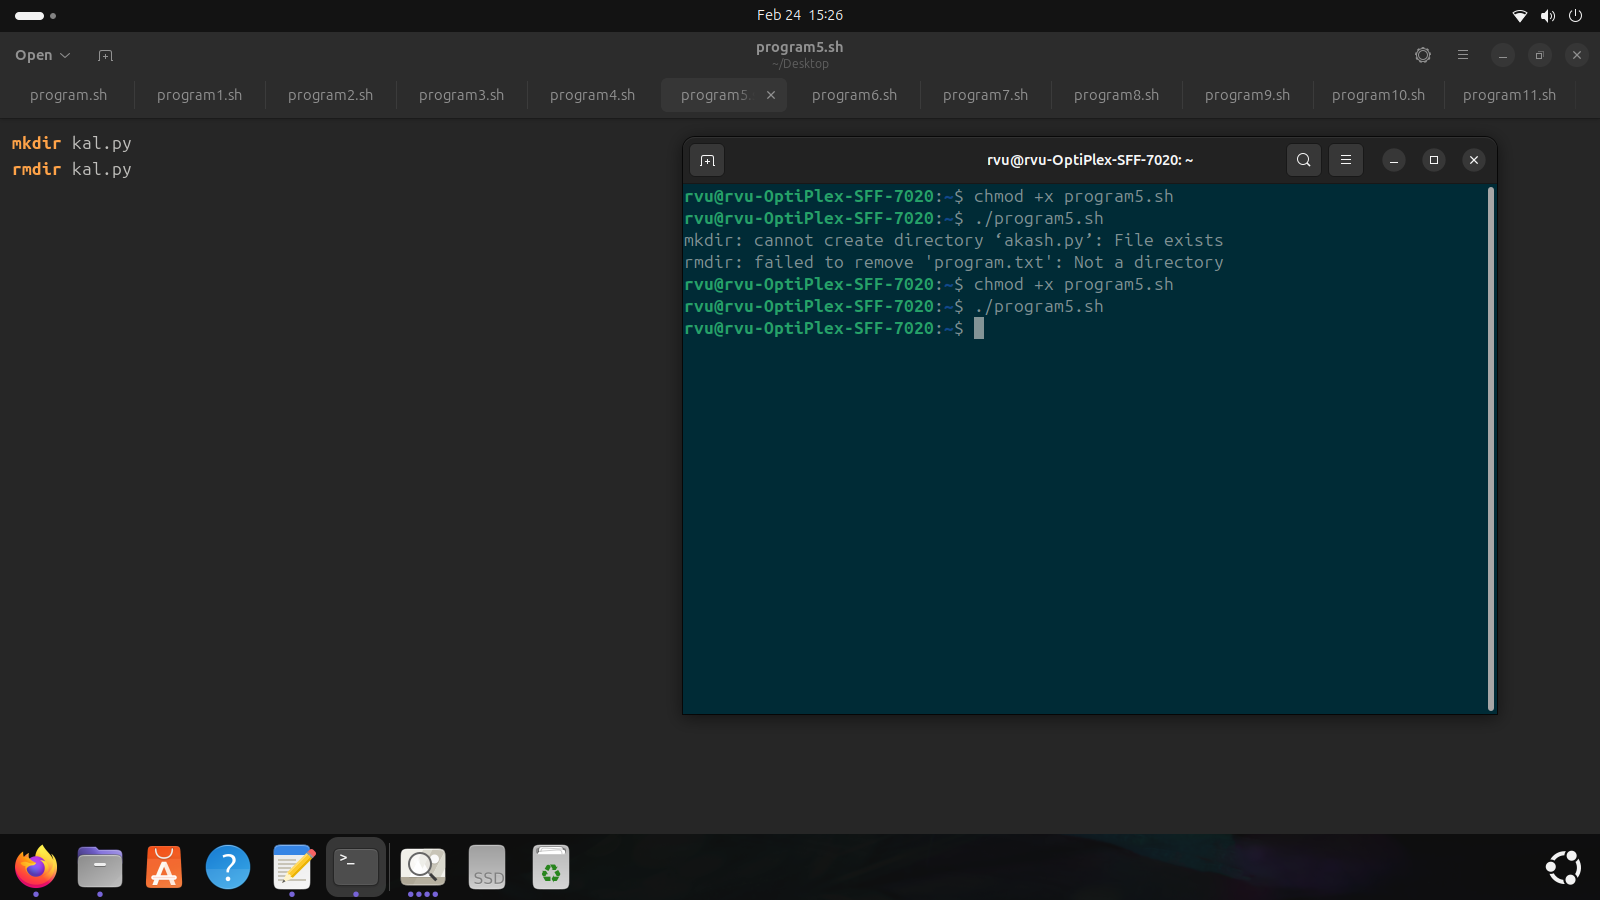 Feb 24 15:26
Open
program5.sh
~/Desktop
program.sh program1.sh program2.sh program3.sh program4.sh program5. program6.sh program7.sh program8.sh program9.sh program10.sh program11.sh
mkdir kal.py
rmdir kal.py
rvu@rvu-OptiPlex-SFF-7020: ~
rvu@rvu-OptiPlex-SFF-7020:~$ chmod +x program5.sh
rvu@rvu-OptiPlex-SFF-7020:~$ ./program5.sh
mkdir: cannot create directory ‘akash.py’: File exists
rmdir: failed to remove 'program.txt': Not a directory
rvu@rvu-OptiPlex-SFF-7020:~$ chmod +x program5.sh
rvu@rvu-OptiPlex-SFF-7020:~$ ./program5.sh
rvu@rvu-OptiPlex-SFF-7020:~$
SSD